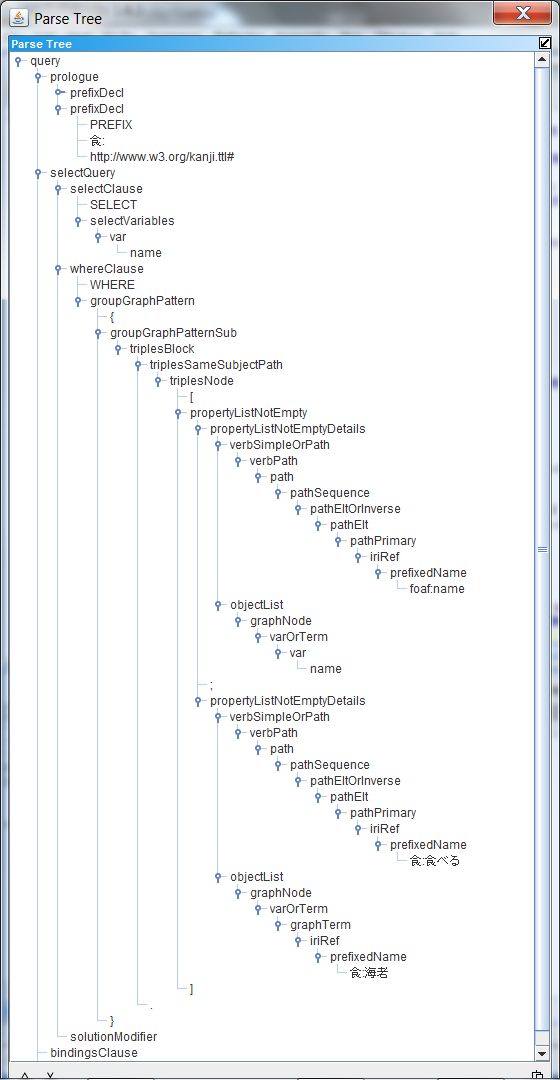 Parse Tree
Parse Tree
query
prologue
prefixDecl
prefixDecl
PREFIX
食:
http://www.w3.org/kanji.ttl#
selectQuery
selectClause
SELECT
selectVariables
var
name
whereClause
WHERE
groupGraphPattern
{
groupGraphPatternSub
triplesBlock
triplesSameSubjectPath
triplesNode
[
propertyListNotEmpty
propertyListNotEmptyDetails
verbSimpleOrPath
verbPath
path
pathSequence
pathEltOrInverse
pathElt
pathPrimary
iriRef
prefixedName
foaf:name
objectList
graphNode
varOrTerm
var
name
;
propertyListNotEmptyDetails
verbSimpleOrPath
verbPath
path
pathSequence
pathEltOrInverse
pathElt
pathPrimary
iriRef
prefixedName
食:食べる
objectList
graphNode
varOrTerm
graphTerm
iriRef
prefixedName
食:海老
]
.
}
solutionModifier
bindingsClause